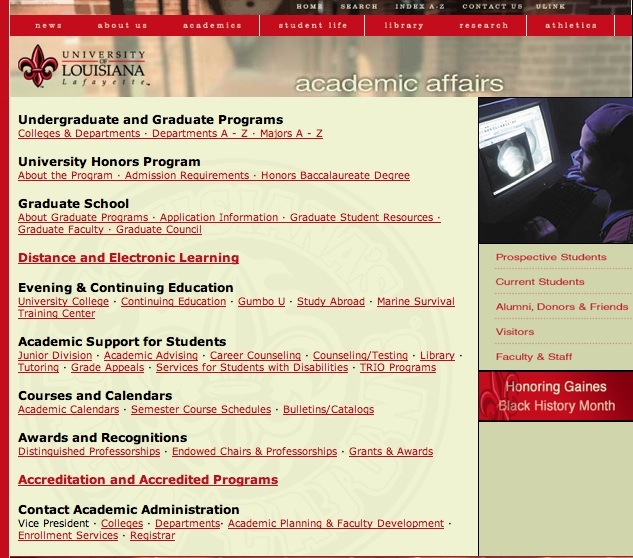 HOME SEARCH INDEX A-Z CONTACT US ULINK
news about us academics student life library research athletics
UNIVERSITY
OF
LOUISIANA
Lafayette™
academic affairs
Undergraduate and Graduate Programs
Colleges & Departments · Departments A - Z · Majors A - Z
University Honors Program
About the Program · Admission Requirements · Honors Baccalaureate Degree
Graduate School
About Graduate Programs · Application Information · Graduate Student Resources ·
Graduate Faculty · Graduate Council
Distance and Electronic Learning
Evening & Continuing Education
University College · Continuing Education · Gumbo U · Study Abroad · Marine Survival
Training Center
Academic Support for Students
Junior Division · Academic Advising · Career Counseling · Counseling/Testing · Library ·
Tutoring · Grade Appeals · Services for Students with Disabilities · TRIO Programs
Courses and Calendars
Academic Calendars · Semester Course Schedules · Bulletins/Catalogs
Awards and Recognitions
Distinguished Professorships · Endowed Chairs & Professorships · Grants & Awards
Accreditation and Accredited Programs
Contact Academic Administration
Vice President · Colleges · Departments· Academic Planning & Faculty Development ·
Enrollment Services · Registrar
Prospective Students
Current Students
Alumni, Donors & Friends
Visitors
Faculty & Staff
Honoring Gaines
Black History Month